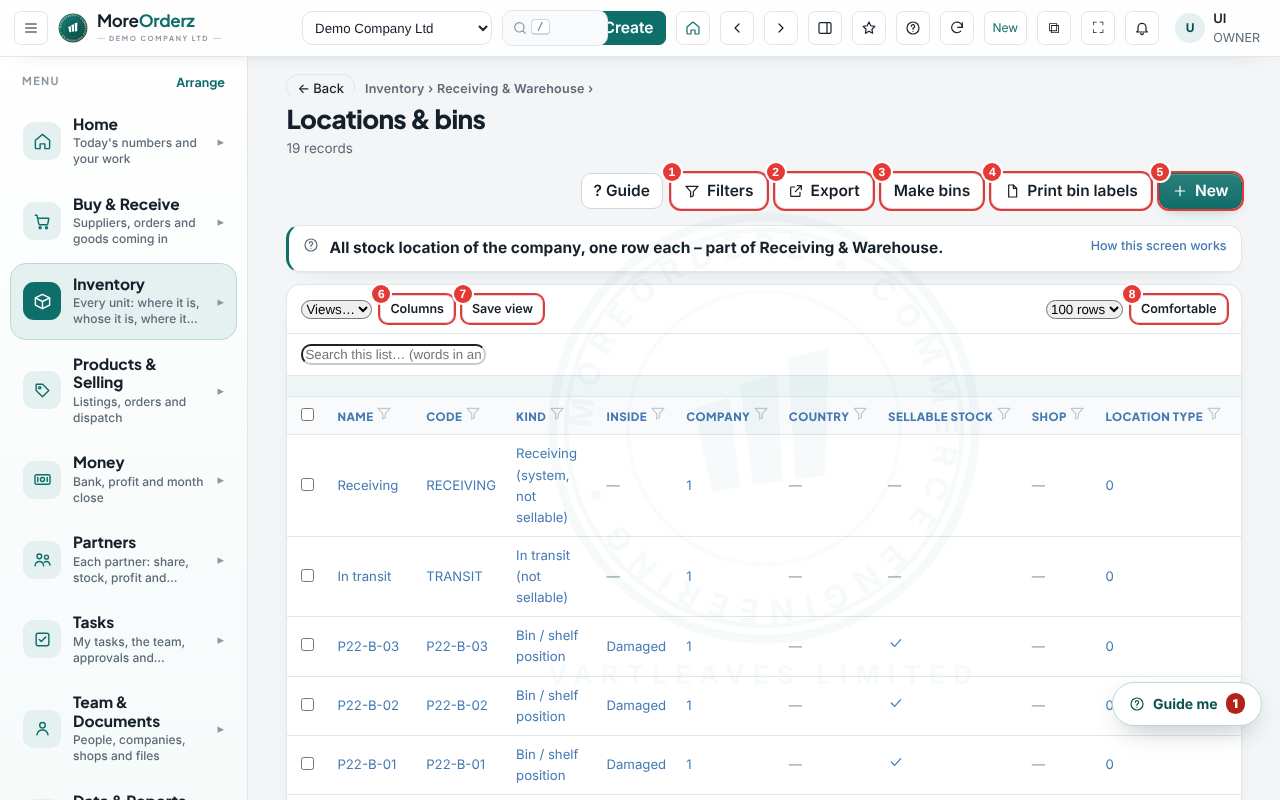 MoreOrderz
— DEMO COMPANY LTD —
Demo Company Ltd
/
Create
New
U
UI
OWNER
MENU
Arrange
Home
Today's numbers and
your work
Buy & Receive
Suppliers, orders and
goods coming in
Inventory
Every unit: where it is,
whose it is, where it…
Products &
Selling
Listings, orders and
dispatch
Money
Bank, profit and month
close
Partners
Each partner: share,
stock, profit and…
Tasks
My tasks, the team,
approvals and…
Team &
Documents
People, companies,
shops and files
← Back
Inventory › Receiving & Warehouse ›
Locations & bins
19 records
? Guide
1 Filters
2 Export
3 Make bins
4 Print bin labels
5 + New
All stock location of the company, one row each – part of Receiving & Warehouse.
How this screen works
Views…
6 Columns
7 Save view
100 rows
8 Comfortable
Search this list… (words in an
NAME CODE KIND INSIDE COMPANY COUNTRY SELLABLE STOCK SHOP LOCATION TYPE
Receiving RECEIVING Receiving
(system,
not
sellable) — 1 — — — 0
In transit TRANSIT In transit
(not
sellable) — 1 — — — 0
P22-B-03 P22-B-03 Bin / shelf
position Damaged 1 — ✓ — 0
P22-B-02 P22-B-02 Bin / shelf
position Damaged 1 — ✓ — 0
P22-B-01 P22-B-01 Bin / shelf
position Damaged 1 — ✓ — 0
Guide me 1